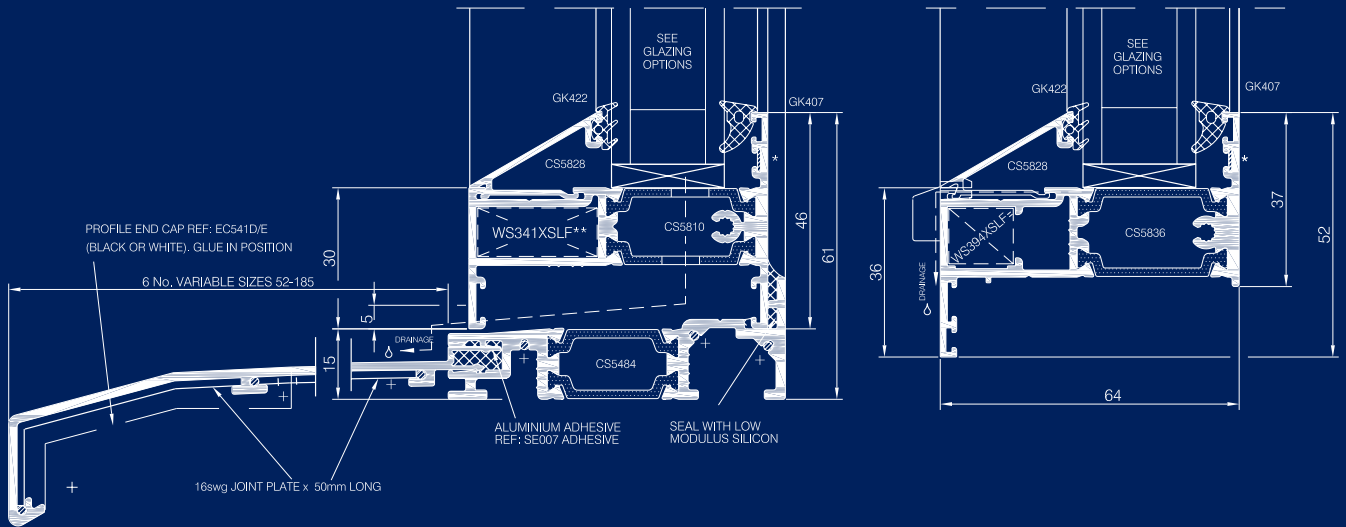 SEE
GLAZING
OPTIONS
GK422
GK407
CS5828
*
WS341XSLF**
CS5810
46
61
30
PROFILE END CAP REF: EC541D/E
(BLACK OR WHITE). GLUE IN POSITION
6 No. VARIABLE SIZES 52-185
5
15
DRAINAGE
CS5484
ALUMINIUM ADHESIVE
REF: SE007 ADHESIVE
SEAL WITH LOW
MODULUS SILICON
16swg JOINT PLATE x 50mm LONG
SEE
GLAZING
OPTIONS
GK422
GK407
CS5828
*
WS394XSLF
CS5836
37
52
36
DRAINAGE
64